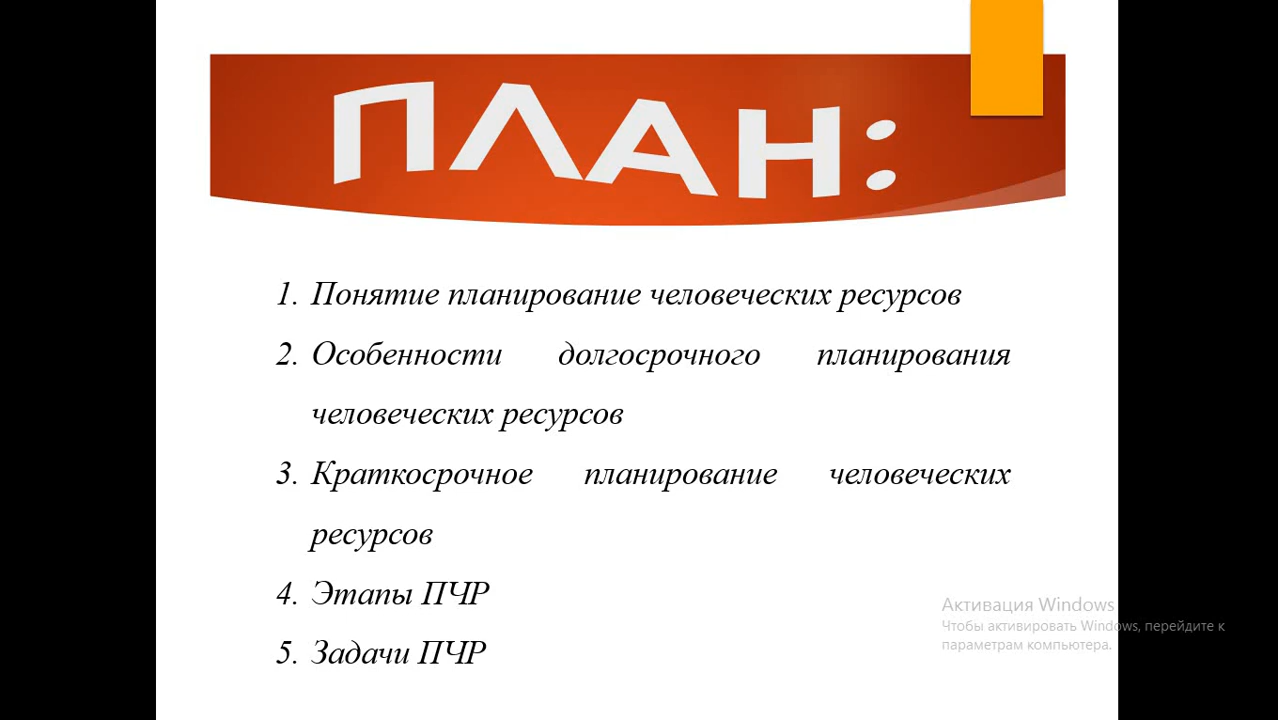 ПЛАН:
1. Понятие планирование человеческих ресурсов
2. Особенности долгосрочного планирования
человеческих ресурсов
3. Краткосрочное планирование человеческих
ресурсов
4. Этапы ПЧР
5. Задачи ПЧР
Активация Windows
Чтобы активировать Windows, перейдите к
параметрам компьютера.